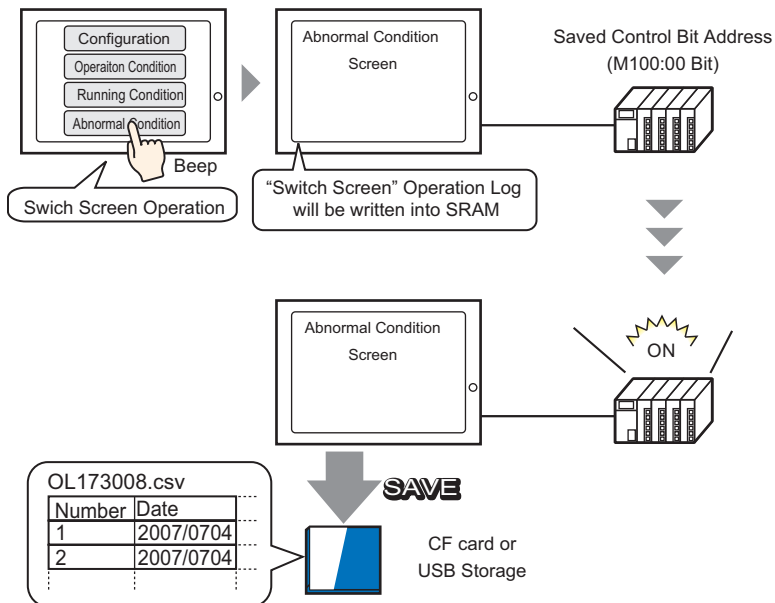 Configuration
Operaiton Condition
Running Condition
Abnormal Condition
Beep
Swich Screen Operation
Abnormal Condition
Screen
"Switch Screen" Operation Log
will be written into SRAM
Saved Control Bit Address
(M100:00 Bit)
Abnormal Condition
Screen
ON
SAVE
OL173008.csv
Number Date
1 2007/0704
2 2007/0704
CF card or
USB Storage